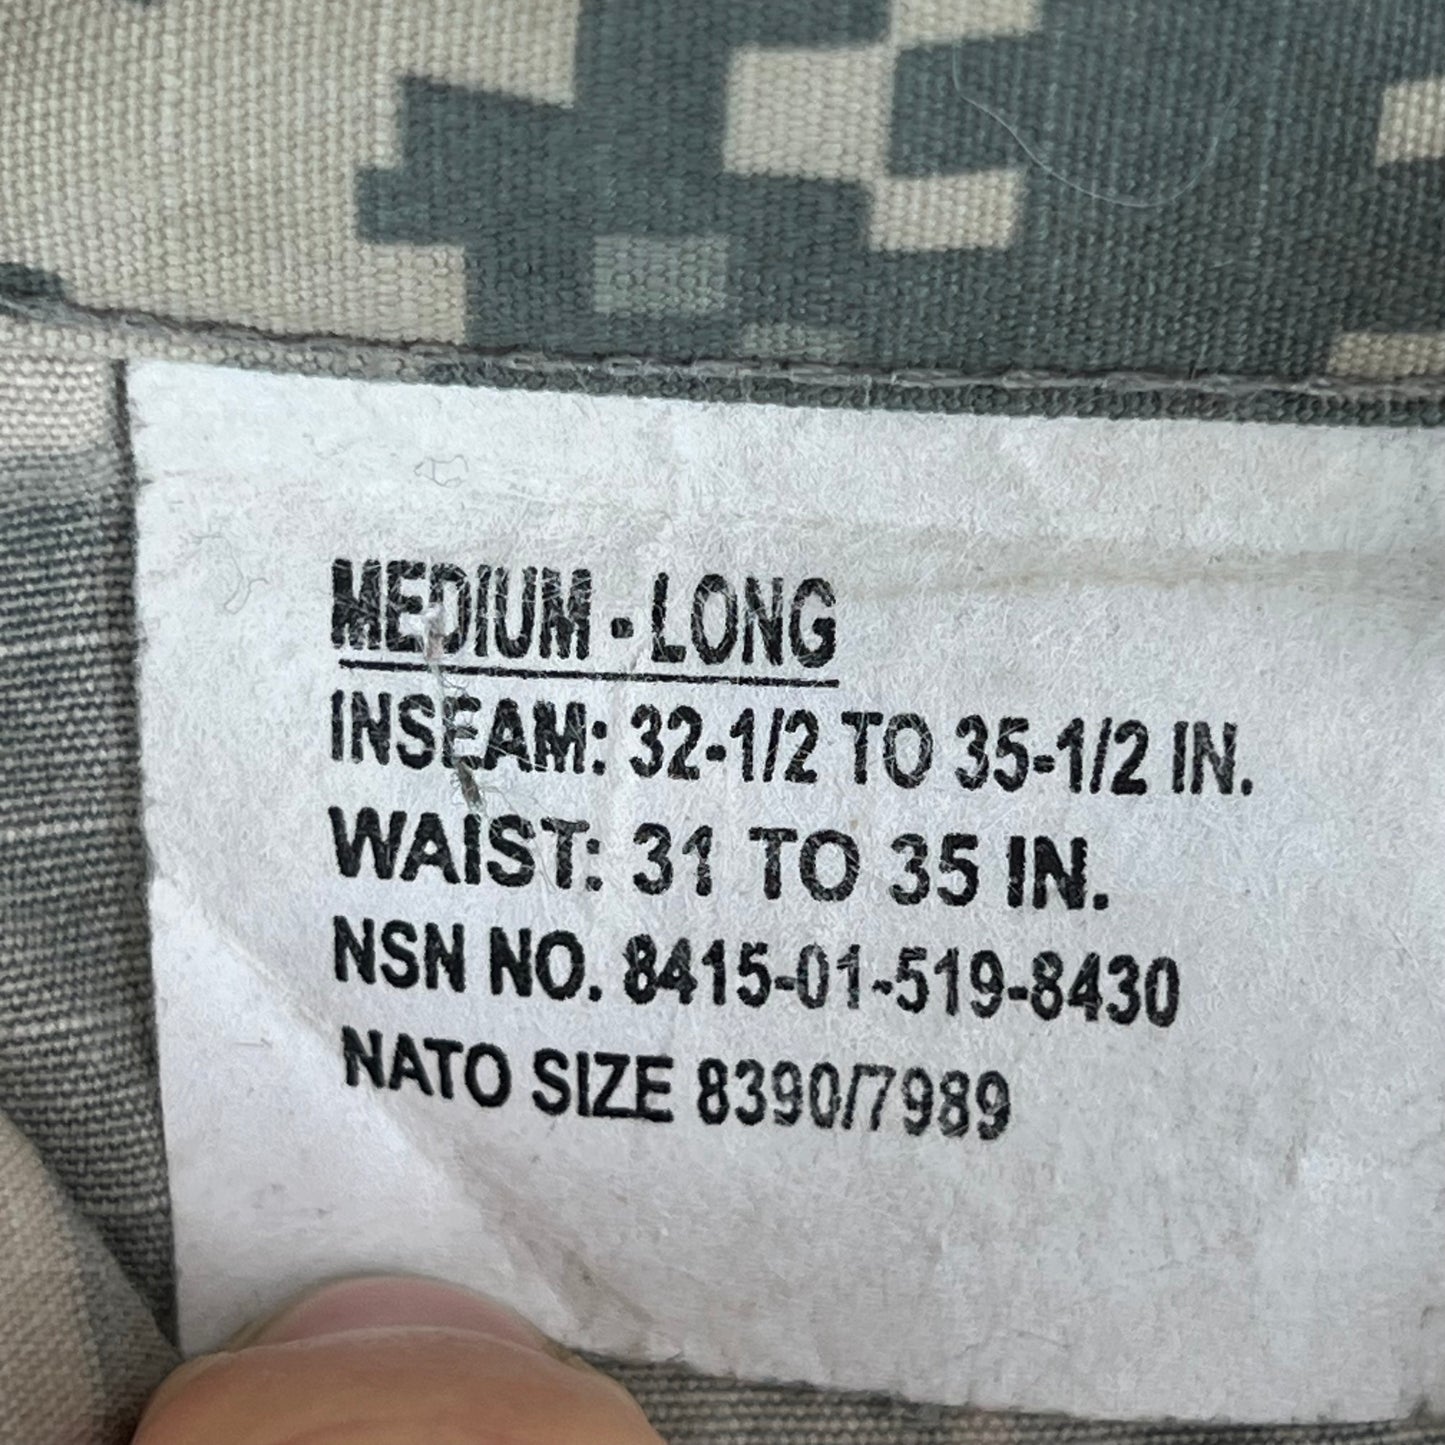 MEDIUM - LONG
INSEAM: 32-1/2 TO 35-1/2 IN.
WAIST: 31 TO 35 IN.
NSN NO. 8415-01-519-8430
NATO SIZE 8390/7989